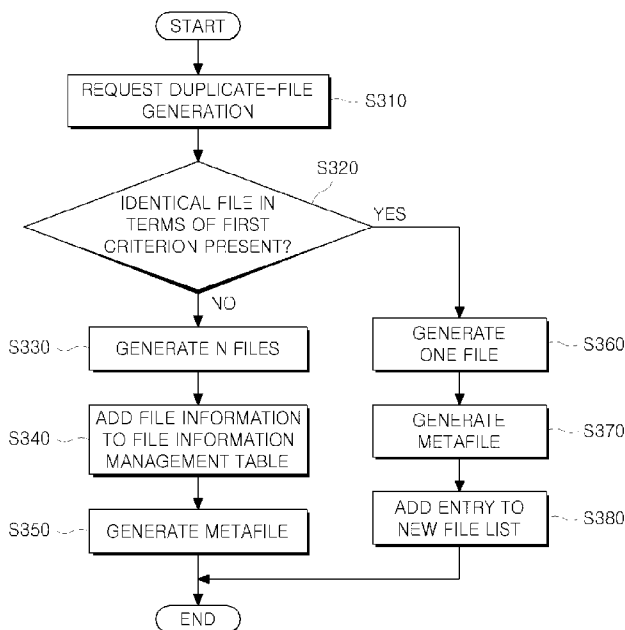 START
REQUEST DUPLICATE-FILE
GENERATION
S310
S320
IDENTICAL FILE IN
TERMS OF FIRST
CRITERION PRESENT?
YES
NO
S330
GENERATE N FILES
S340
ADD FILE INFORMATION
TO FILE INFORMATION
MANAGEMENT TABLE
S350
GENERATE METAFILE
GENERATE
ONE FILE
S360
GENERATE
METAFILE
S370
ADD ENTRY TO
NEW FILE LIST
S380
END